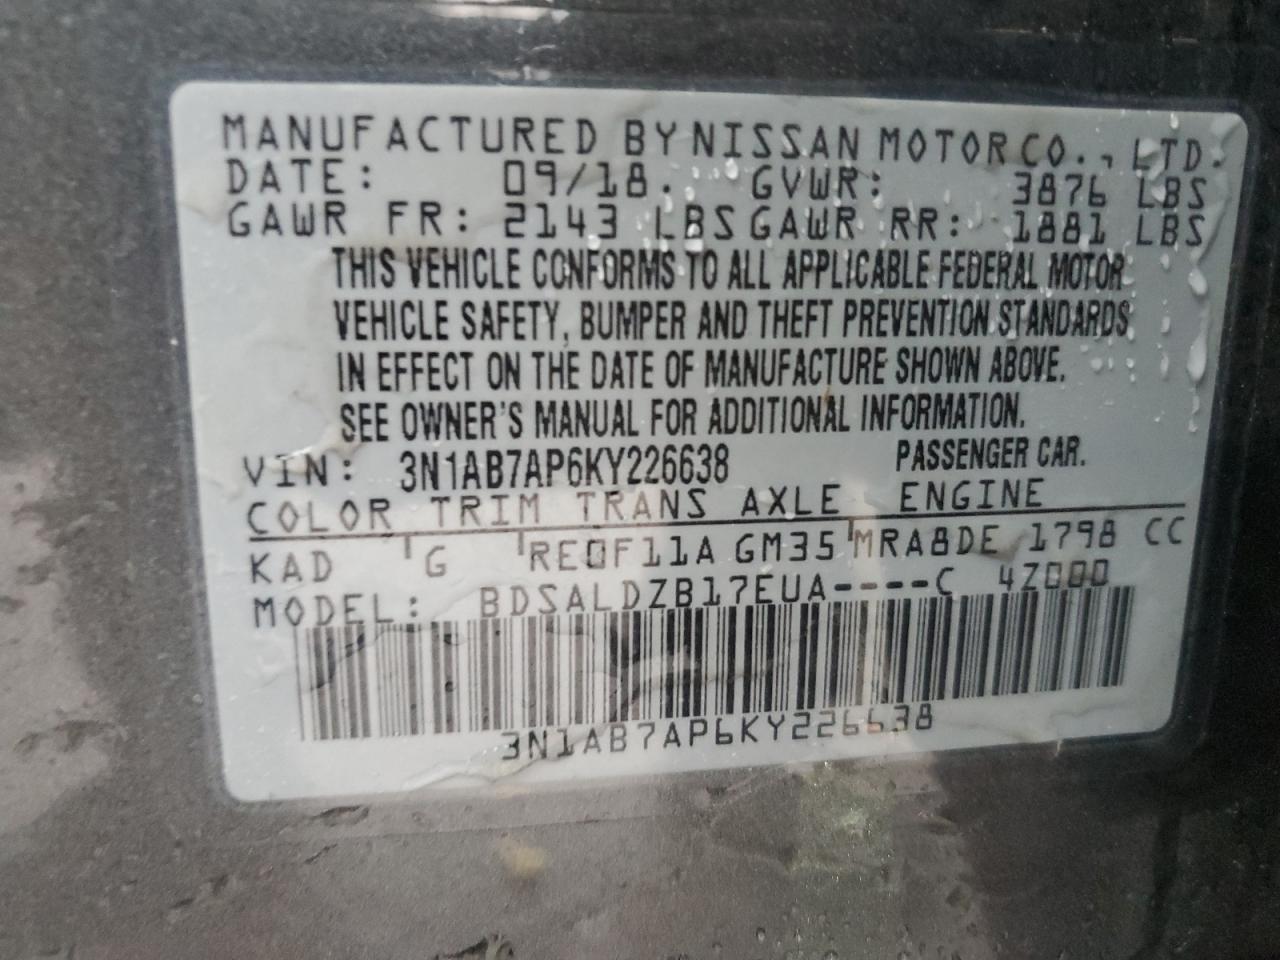 MANUFACTURED BY NISSAN MOTOR CO., LTD.
DATE: 09/18. GVWR: 3876 LBS
GAWR FR: 2143 LBS GAWR RR: 1881 LBS
THIS VEHICLE CONFORMS TO ALL APPLICABLE FEDERAL MOTOR
VEHICLE SAFETY, BUMPER AND THEFT PREVENTION STANDARDS
IN EFFECT ON THE DATE OF MANUFACTURE SHOWN ABOVE.
SEE OWNER'S MANUAL FOR ADDITIONAL INFORMATION.
VIN: 3N1AB7AP6KY226638 PASSENGER CAR.
COLOR TRIM TRANS AXLE ENGINE
KAD G RE0F11A GM35 MRA8DE 1798 CC
MODEL: BDSALDZB17EUA----C 4Z000
3N1AB7AP6KY226638